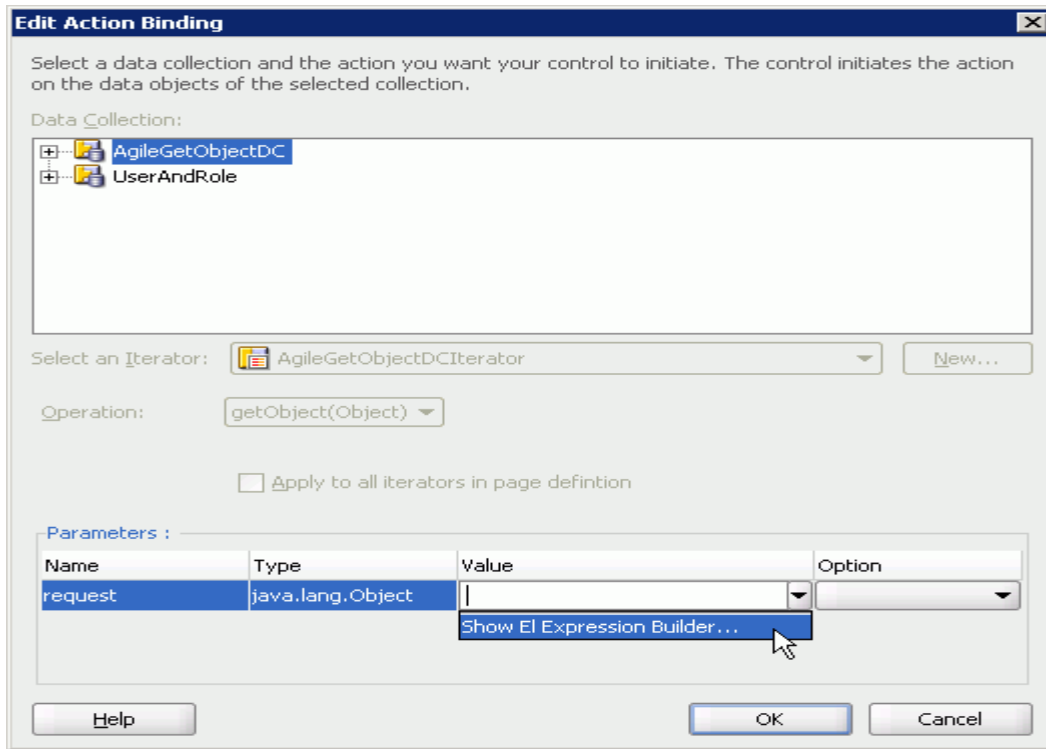 Edit Action Binding
Select a data collection and the action you want your control to initiate. The control initiates the action
on the data objects of the selected collection.
Data Collection:
AgileGetObjectDC
UserAndRole
Select an Iterator: AgileGetObjectDCIterator New...
Operation: getObject(Object)
Apply to all iterators in page defintion
Parameters :
Name Type Value Option
request java.lang.Object
Show El Expression Builder...
Help OK Cancel